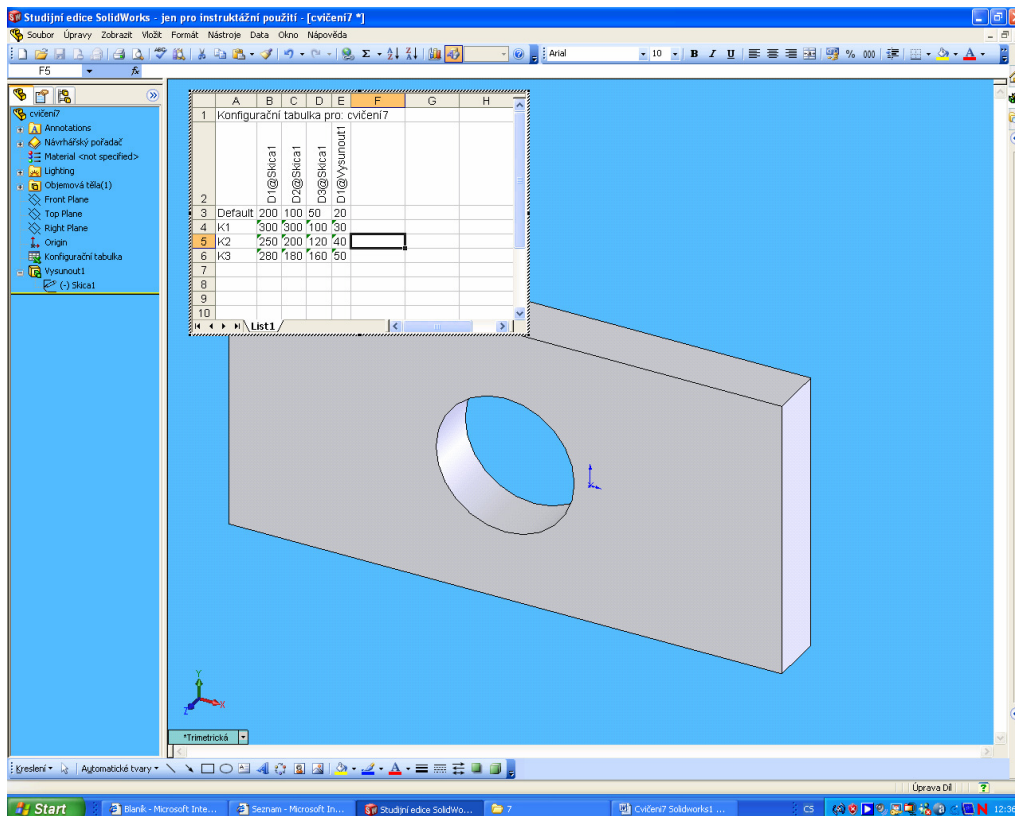 Studijní edice SolidWorks - jen pro instruktážní použití - [cvičení7 *]
Soubor Úpravy Zobrazit Vložit Formát Nástroje Data Okno Nápověda
Arial 10 B I U % 000
F5 fx
cvičení7
Annotations
Návrhářský pořadač
Material <not specified>
Lighting
Objemová těla(1)
Front Plane
Top Plane
Right Plane
Origin
Konfigurační tabulka
Vysunout1
(-) Skica1
A B C D E F G H
1 Konfigurační tabulka pro: cvičení7
2 D1@Skica1 D2@Skica1 D3@Skica1 D1@Vysunout1
3 Default 200 100 50 20
4 K1 300 300 100 30
5 K2 250 200 120 40
6 K3 280 180 160 50
7
8
9
10
List1
Y
X
Z
*Trimetrická
Kreslení Automatické tvary
Úprava Díl
Start Blaník - Microsoft Inte... Seznam - Microsoft In... Studijní edice SolidWo... 7 Cvičení7 Solidworks1 ... CS 12:36